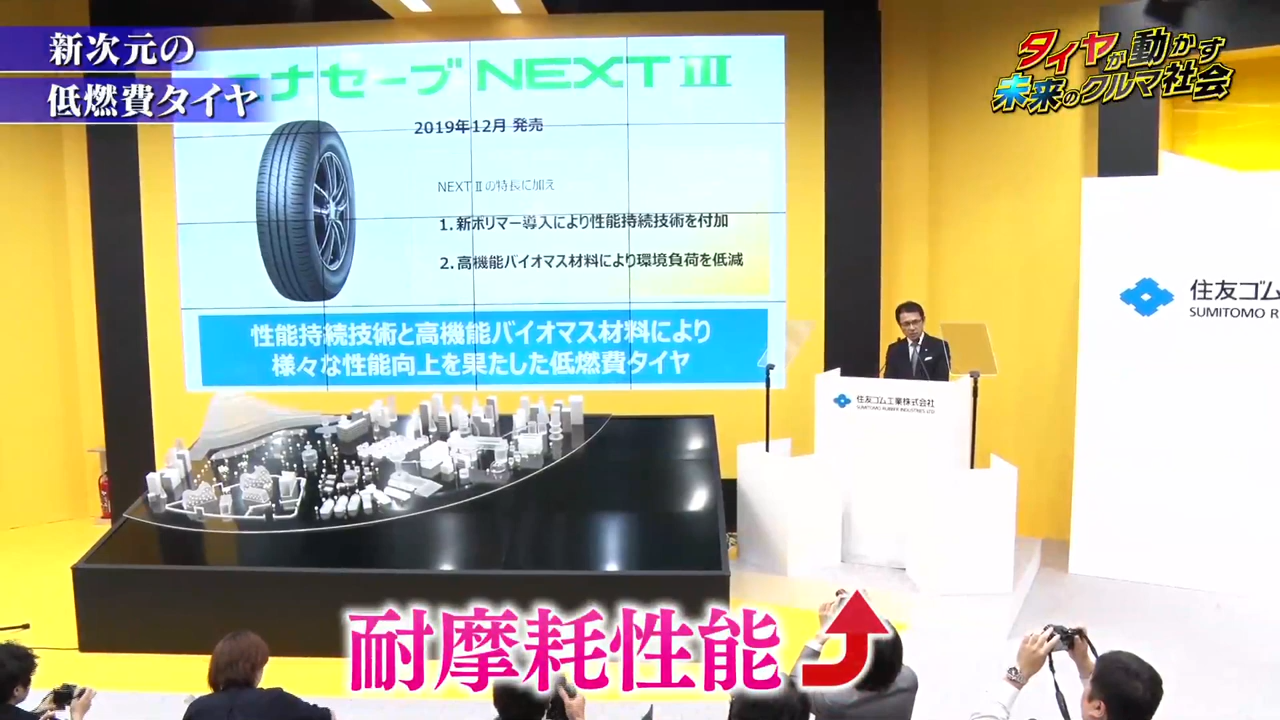 新次元の
低燃費タイヤ
タイヤが動かす
未来のクルマ社会
エナセーブ NEXT III
2019年12月 発売
NEXT IIの特長に加え
1. 新ポリマー導入により性能持続技術を付加
2. 高機能バイオマス材料により環境負荷を低減
性能持続技術と高機能バイオマス材料により
様々な性能向上を果たした低燃費タイヤ
住友ゴム
SUMITOMO R
住友ゴム工業株式会社
SUMITOMO RUBBER INDUSTRIES, LTD.
耐摩耗性能